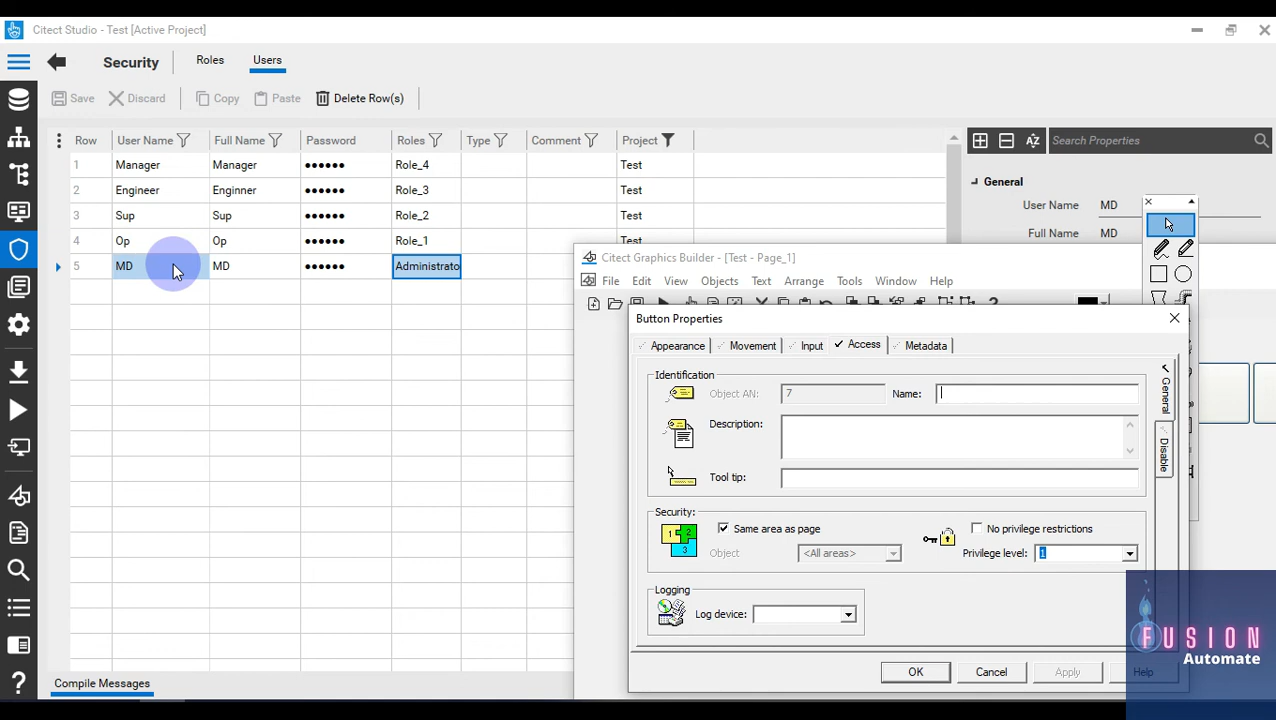 Citect Studio - Test [Active Project]
Security Roles Users
Save Discard Copy Paste Delete Row(s)
Row User Name Full Name Password Roles Type Comment Project
Search Properties
1 Manager Manager ●●●●●● Role_4 Test
2 Engineer Enginner ●●●●●● Role_3 Test
3 Sup Sup ●●●●●● Role_2 Test
4 Op Op ●●●●●● Role_1 Test
5 MD MD ●●●●●● Administrato
General
User Name MD
Full Name MD
Citect Graphics Builder - [Test - Page_1]
File Edit View Objects Text Arrange Tools Window Help
Button Properties
Appearance Movement Input Access Metadata
Identification
Object AN: 7 Name:
Description:
Tool tip:
General
Disable
Security:
1 2 3
Same area as page
No privilege restrictions
Object <All areas>
Privilege level: 1
Logging
Log device:
OK Cancel Apply Help
Compile Messages
FUSION
Automate